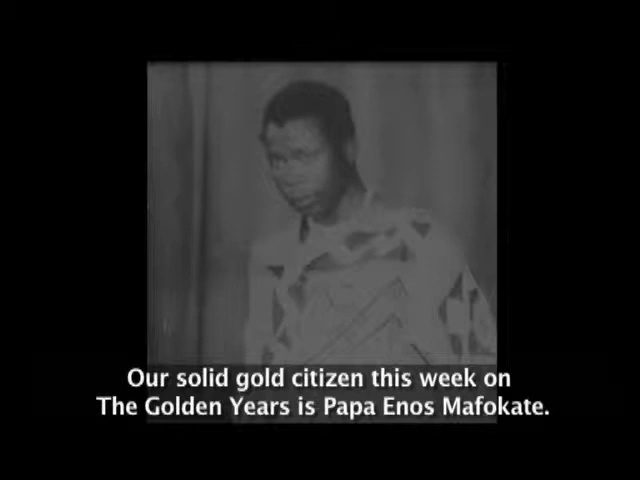 Our solid gold citizen this week on
The Golden Years is Papa Enos Mafokate.